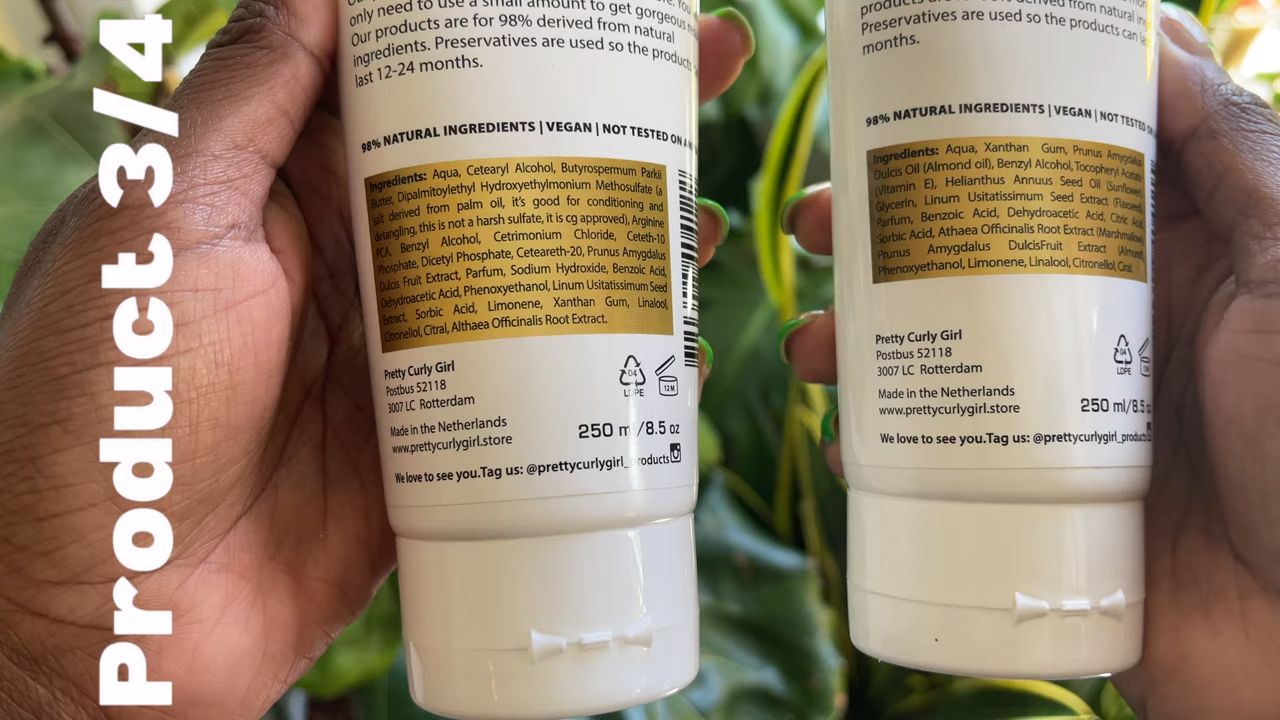 Product 3/4
only need to use a small amount to get gorgeous
Our products are for 98% derived from natural
ingredients. Preservatives are used so the products
last 12-24 months.
98% NATURAL INGREDIENTS | VEGAN | NOT TESTED ON
Ingredients: Aqua, Cetearyl Alcohol, Butyrospermum Parkii
Butter, Dipalmitoylethyl Hydroxyethylmonium Methosulfate (a
salt derived from palm oil, it's good for conditioning and
detangling, this is not a harsh sulfate, it is cg approved), Arginine
PCA, Benzyl Alcohol, Cetrimonium Chloride, Ceteth-10
Phosphate, Dicetyl Phosphate, Ceteareth-20, Prunus Amygdalus
Dulcis Fruit Extract, Parfum, Sodium Hydroxide, Benzoic Acid,
Dehydroacetic Acid, Phenoxyethanol, Linum Usitatissimum Seed
Extract, Sorbic Acid, Limonene, Xanthan Gum, Linalool,
Citronellol, Citral, Althaea Officinalis Root Extract.
Pretty Curly Girl
Postbus 52118
3007 LC Rotterdam
Made in the Netherlands
www.prettycurlygirl.store
04
LDPE
12M
250 ml/8.5 oz
We love to see you.Tag us: @prettycurlygirl_products
derived from natural
products can
months.
98% NATURAL INGREDIENTS | VEGAN | NOT TESTED ON
Ingredients: Aqua, Xanthan Gum, Prunus Amygdalus
Dulcis Oil (Almond oil), Benzyl Alcohol, Tocopheryl Acetate
(Vitamin E), Helianthus Annuus Seed Oil (Sunflower),
Glycerin, Linum Usitatissimum Seed Extract (Flaxseed),
Parfum, Benzoic Acid, Dehydroacetic Acid, Citric Acid,
Sorbic Acid, Athaea Officinalis Root Extract (Marshmallow),
Prunus Amygdalus DulcisFruit Extract (Almond),
Phenoxyethanol, Limonene, Linalool, Citronellol, Citral.
Pretty Curly Girl
Postbus 52118
3007 LC Rotterdam
Made in the Netherlands
www.prettycurlygirl.store
04
LDPE
250 ml/8.5 oz
We love to see you.Tag us: @prettycurlygirl_products